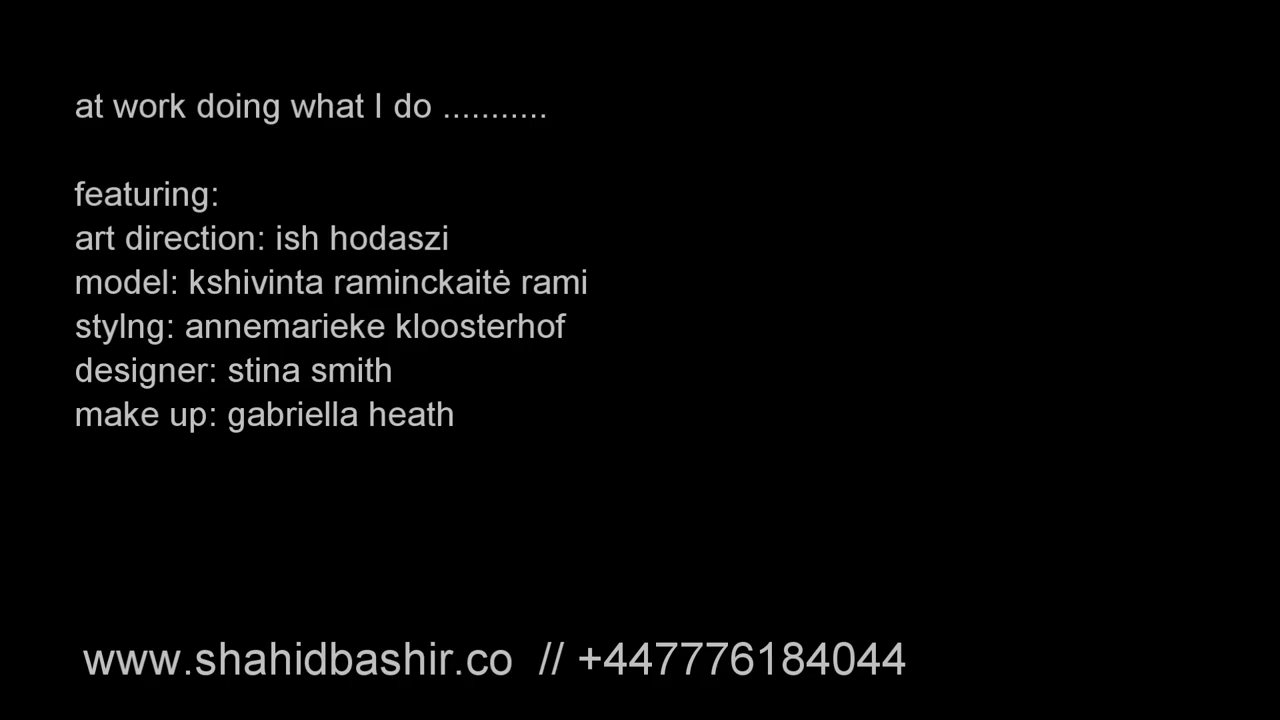 at work doing what I do ...........
featuring:
art direction: ish hodaszi
model: kshivinta raminckaitė rami
stylng: annemarieke kloosterhof
designer: stina smith
make up: gabriella heath
www.shahidbashir.co // +447776184044